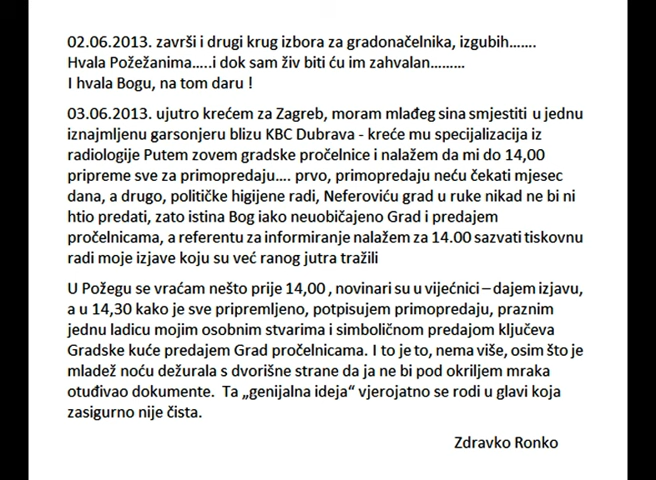 02.06.2013. završi i drugi krug izbora za gradonačelnika, izgubih…….
Hvala Požežanima…..i dok sam živ biti ću im zahvalan………
I hvala Bogu, na tom daru !
03.06.2013. ujutro krećem za Zagreb, moram mlađeg sina smjestiti u jednu
iznajmljenu garsonjeru blizu KBC Dubrava - kreće mu specijalizacija iz
radiologije Putem zovem gradske pročelnice i nalažem da mi do 14,00
pripreme sve za primopredaju…. prvo, primopredaju neću čekati mjesec
dana, a drugo, političke higijene radi, Neferoviću grad u ruke nikad ne bi ni
htio predati, zato istina Bog iako neuobičajeno Grad i predajem
pročelnicama, a referentu za informiranje nalažem za 14.00 sazvati tiskovnu
radi moje izjave koju su već ranog jutra tražili
U Požegu se vraćam nešto prije 14,00 , novinari su u vijećnici – dajem izjavu,
a u 14,30 kako je sve pripremljeno, potpisujem primopredaju, praznim
jednu ladicu mojim osobnim stvarima i simboličnom predajom ključeva
Gradske kuće predajem Grad pročelnicama. I to je to, nema više, osim što je
mladež noću dežurala s dvorišne strane da ja ne bi pod okriljem mraka
otuđivao dokumente.  Ta „genijalna ideja“ vjerojatno se rodi u glavi koja
zasigurno nije čista.
Zdravko Ronko